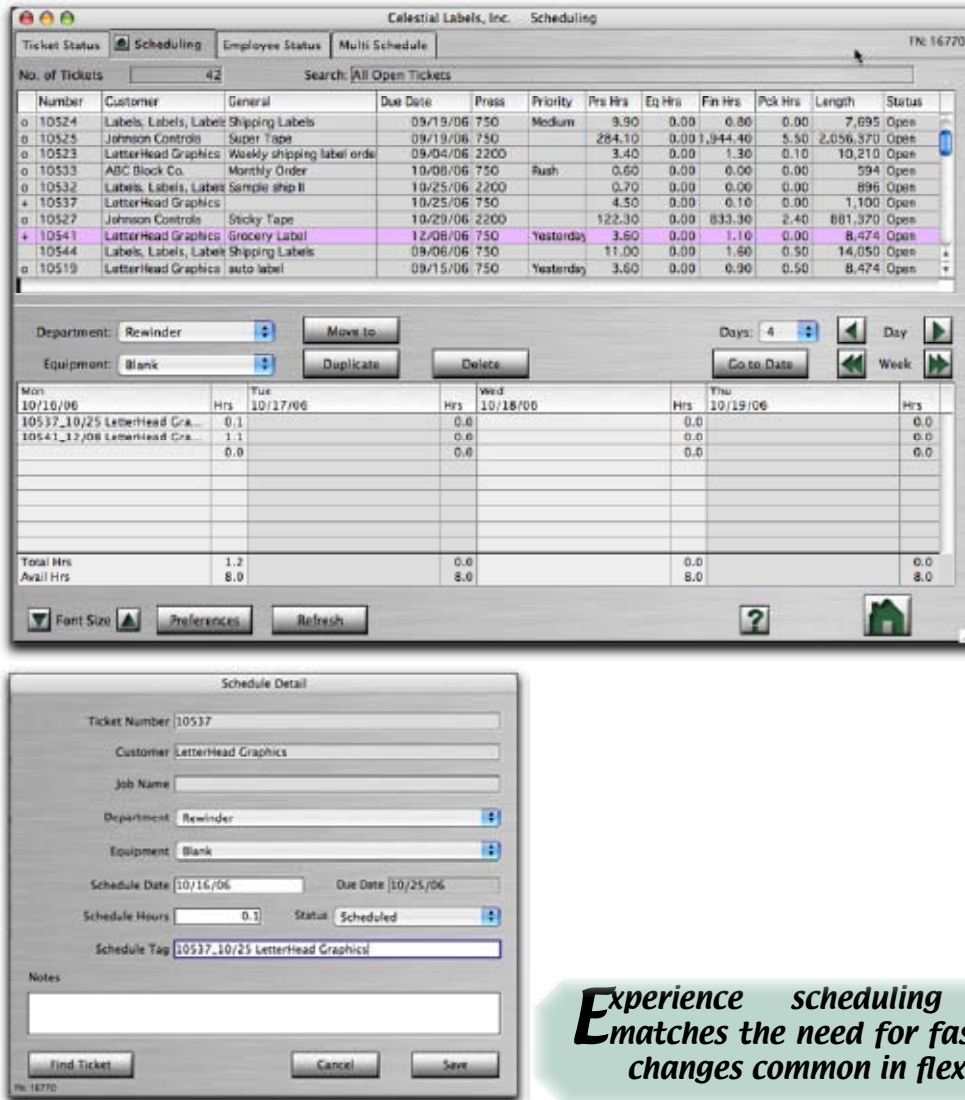 Celestial Labels, Inc. Scheduling
Ticket Status Scheduling Employee Status Multi Schedule FN: 16770
No. of Tickets 42 Search: All Open Tickets
Number Customer General Due Date Press Priority Prs Hrs Eq Hrs Fin Hrs Pck Hrs Length Status
o 10524 Labels, Labels, Labels Shipping Labels 09/19/06 750 Medium 9.90 0.00 0.80 0.00 7,695 Open
o 10525 Johnson Controls Super Tape 09/19/06 750 284.10 0.00 1,944.40 5.50 2,056,370 Open
o 10523 LetterHead Graphics Weekly shipping label orde 09/04/06 2200 3.40 0.00 1.30 0.10 10,210 Open
o 10533 ABC Block Co. Monthly Order 10/08/06 750 Rush 0.60 0.00 0.00 0.00 594 Open
o 10532 Labels, Labels, Labels Sample ship II 10/25/06 2200 0.70 0.00 0.00 0.00 896 Open
+ 10537 LetterHead Graphics 10/25/06 750 4.50 0.00 0.10 0.00 1,100 Open
o 10527 Johnson Controls Sticky Tape 10/29/06 2200 122.30 0.00 833.30 2.40 881,370 Open
+ 10541 LetterHead Graphics Grocery Label 12/08/06 750 Yesterday 3.60 0.00 1.10 0.00 8,474 Open
10544 Labels, Labels, Labels Shipping Labels 09/06/06 750 11.00 0.00 1.60 0.50 14,050 Open
o 10519 LetterHead Graphics auto label 09/15/06 750 Yesterday 3.60 0.00 0.90 0.50 8,474 Open
Department: Rewinder Move to Days: 4 Day
Equipment: Blank Duplicate Delete Go to Date Week
Mon Tue Wed Thu
10/16/06 Hrs 10/17/06 Hrs 10/18/06 Hrs 10/19/06 Hrs
10537_10/25 LetterHead Gra... 0.1 0.0 0.0 0.0
10541_12/08 LetterHead Gra... 1.1 0.0 0.0 0.0
0.0 0.0 0.0 0.0
Total Hrs 1.2 0.0 0.0 0.0
Avail Hrs 8.0 8.0 8.0 8.0
Font Size Preferences Refresh ?
Schedule Detail
Ticket Number 10537
Customer LetterHead Graphics
Job Name
Department Rewinder
Equipment Blank
Schedule Date 10/16/06 Due Date 10/25/06
Schedule Hours 0.1 Status Scheduled
Schedule Tag 10537_10/25 LetterHead Graphics
Notes
Find Ticket Cancel Save
FN: 16770
Experience scheduling
matches the need for fas
changes common in flex